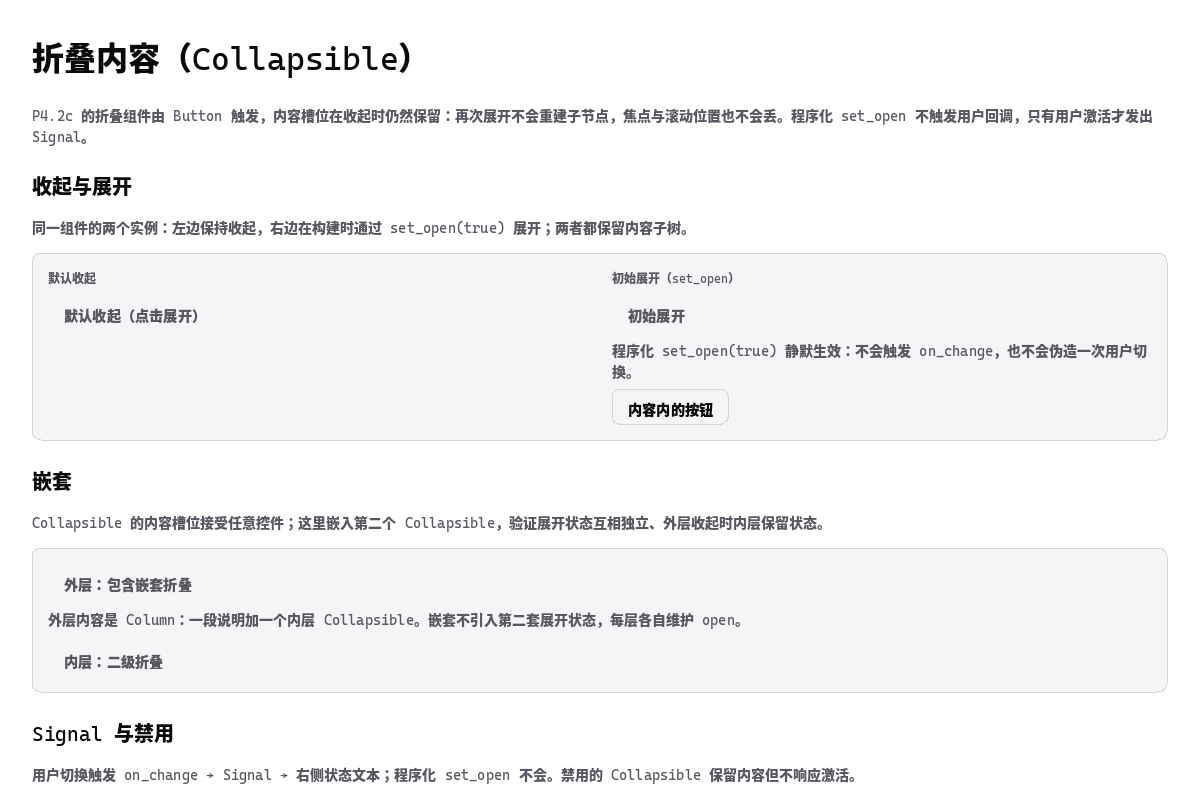 折叠内容（Collapsible）
P4.2c 的折叠组件由 Button 触发，内容槽位在收起时仍然保留：再次展开不会重建子节点，焦点与滚动位置也不会丢。程序化 set_open 不触发用户回调，只有用户激活才发出
Signal。
收起与展开
同一组件的两个实例：左边保持收起，右边在构建时通过 set_open(true) 展开；两者都保留内容子树。
默认收起
默认收起（点击展开）
初始展开（set_open）
初始展开
程序化 set_open(true) 静默生效：不会触发 on_change，也不会伪造一次用户切
换。
内容内的按钮
嵌套
Collapsible 的内容槽位接受任意控件；这里嵌入第二个 Collapsible，验证展开状态互相独立、外层收起时内层保留状态。
外层：包含嵌套折叠
外层内容是 Column：一段说明加一个内层 Collapsible。嵌套不引入第二套展开状态，每层各自维护 open。
内层：二级折叠
Signal 与禁用
用户切换触发 on_change → Signal → 右侧状态文本；程序化 set_open 不会。禁用的 Collapsible 保留内容但不响应激活。